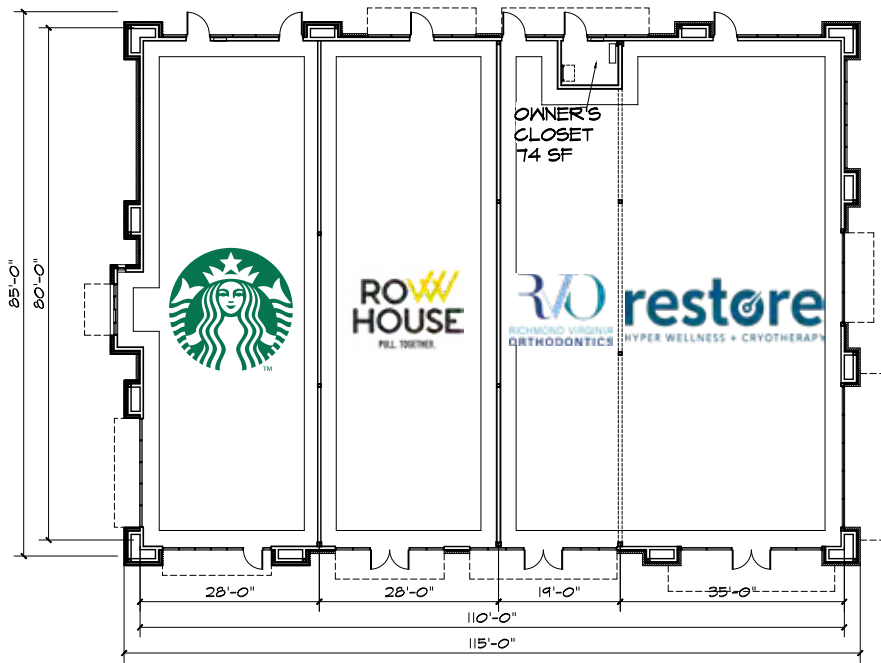 OWNER'S
CLOSET
74 SF
85'-0"
80'-0"
TM
ROW
HOUSE
PULL TOGETHER.
RVO
RICHMOND VIRGINIA
ORTHODONTICS
restore
HYPER WELLNESS + CRYOTHERAPY
28'-0"
28'-0"
19'-0"
35'-0"
110'-0"
115'-0"